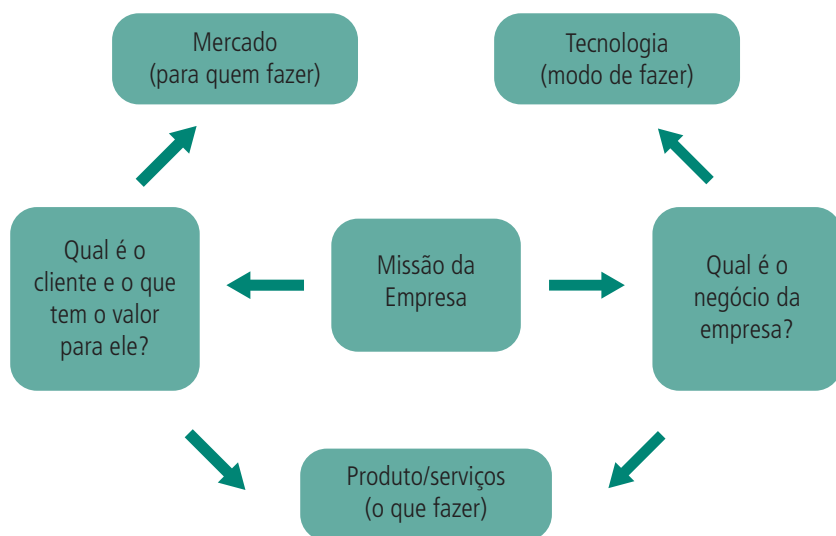 Mercado
(para quem fazer)
Tecnologia
(modo de fazer)
Qual é o
cliente e o que
tem o valor
para ele?
Missão da
Empresa
Qual é o
negócio da
empresa?
Produto/serviços
(o que fazer)